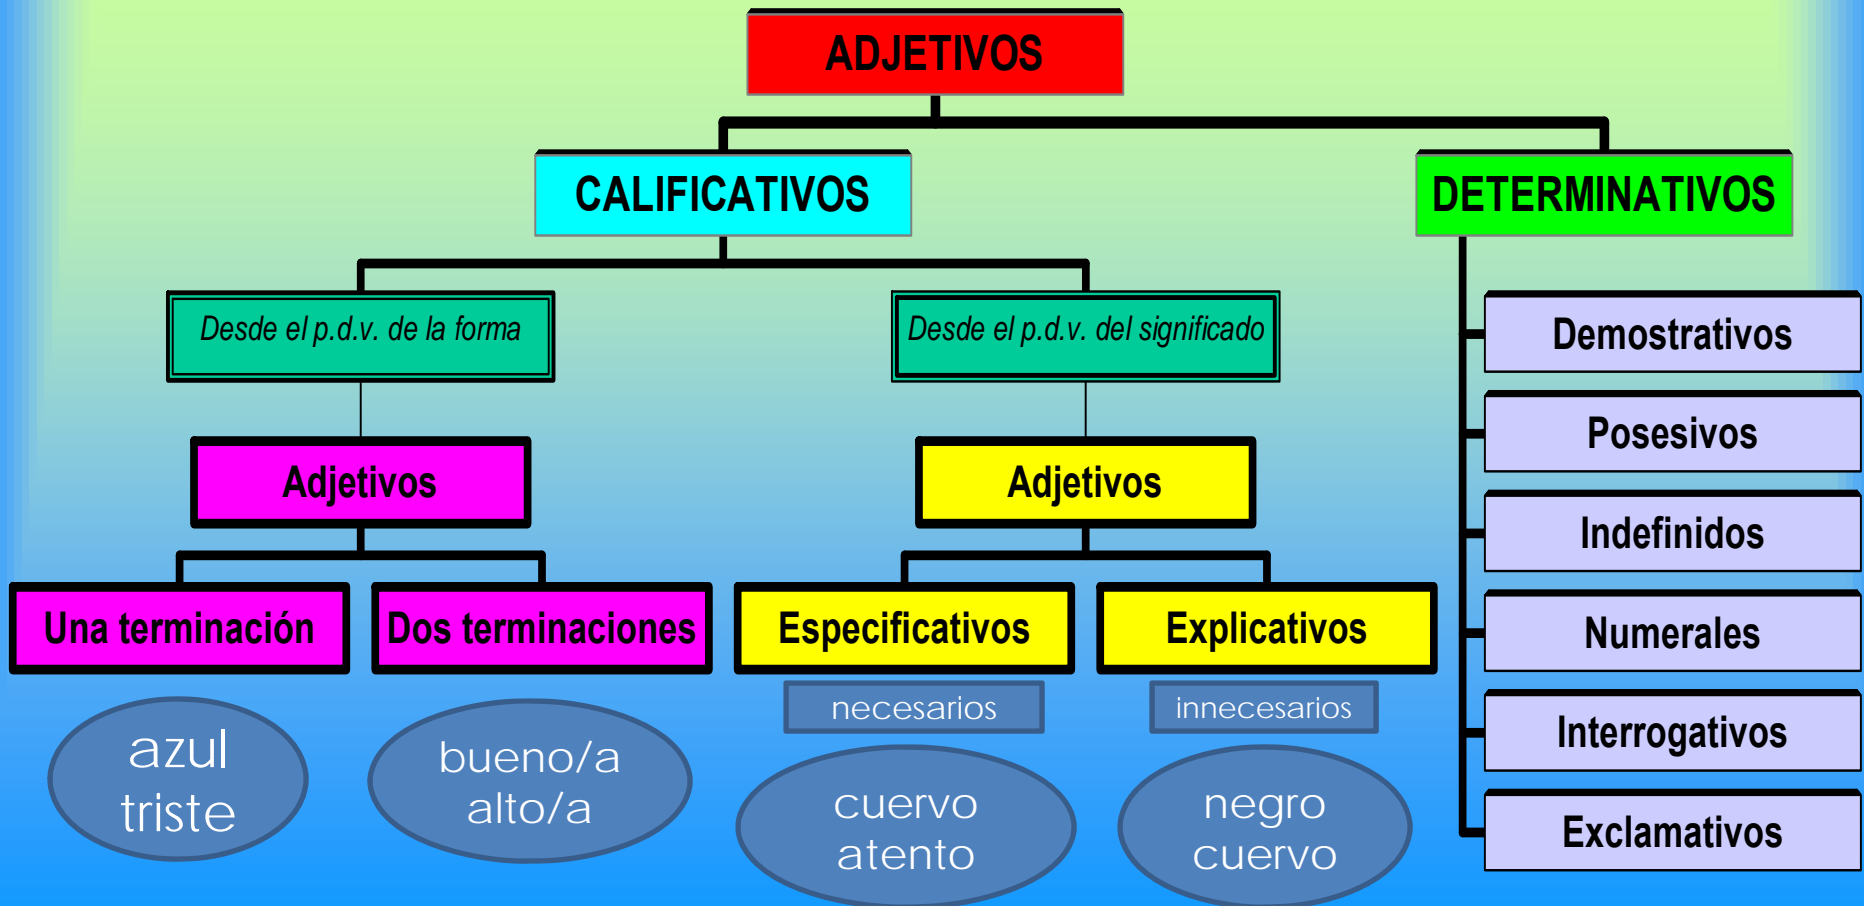 ADJETIVOS
CALIFICATIVOS
DETERMINATIVOS
Desde el p.d.v. de la forma
Desde el p.d.v. del significado
Adjetivos
Adjetivos
Una terminación
Dos terminaciones
Especificativos
Explicativos
necesarios
innecesarios
azul
triste
bueno/a
alto/a
cuervo
atento
negro
cuervo
Demostrativos
Posesivos
Indefinidos
Numerales
Interrogativos
Exclamativos